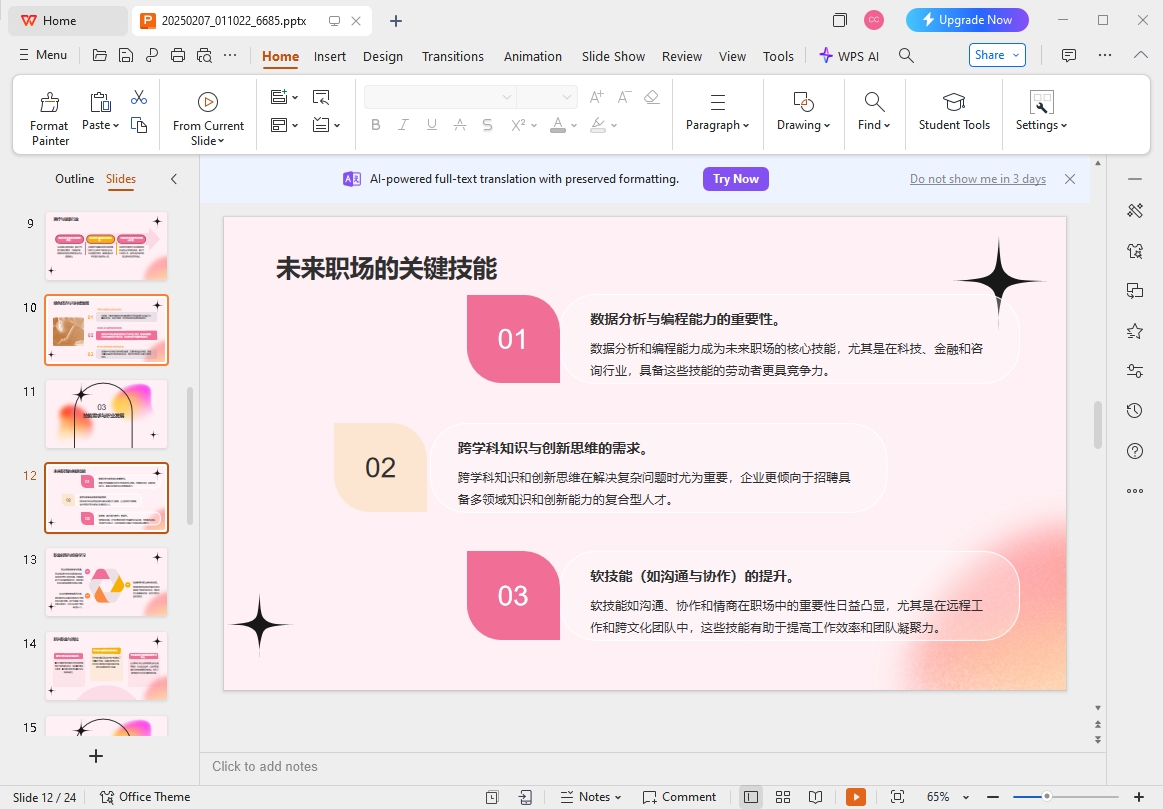 Home
20250207_011022_6685.pptx
CC
Upgrade Now
Menu
Home
Insert
Design
Transitions
Animation
Slide Show
Review
View
Tools
WPS AI
Share
Format
Painter
Paste
From Current
Slide
B I U A S X² A
A⁺ A⁻
Paragraph
Drawing
Find
Student Tools
Settings
Outline
Slides
AI-powered full-text translation with preserved formatting.
Try Now
Do not show me in 3 days
9
10
11
03
12
13
14
15
未来职场的关键技能
01
数据分析与编程能力的重要性。
数据分析和编程能力成为未来职场的核心技能，尤其是在科技、金融和咨
询行业，具备这些技能的劳动者更具竞争力。
02
跨学科知识与创新思维的需求。
跨学科知识和创新思维在解决复杂问题时尤为重要，企业更倾向于招聘具
备多领域知识和创新能力的复合型人才。
03
软技能（如沟通与协作）的提升。
软技能如沟通、协作和情商在职场中的重要性日益凸显，尤其是在远程工
作和跨文化团队中，这些技能有助于提高工作效率和团队凝聚力。
Click to add notes
Slide 12 / 24
Office Theme
Notes
Comment
65%